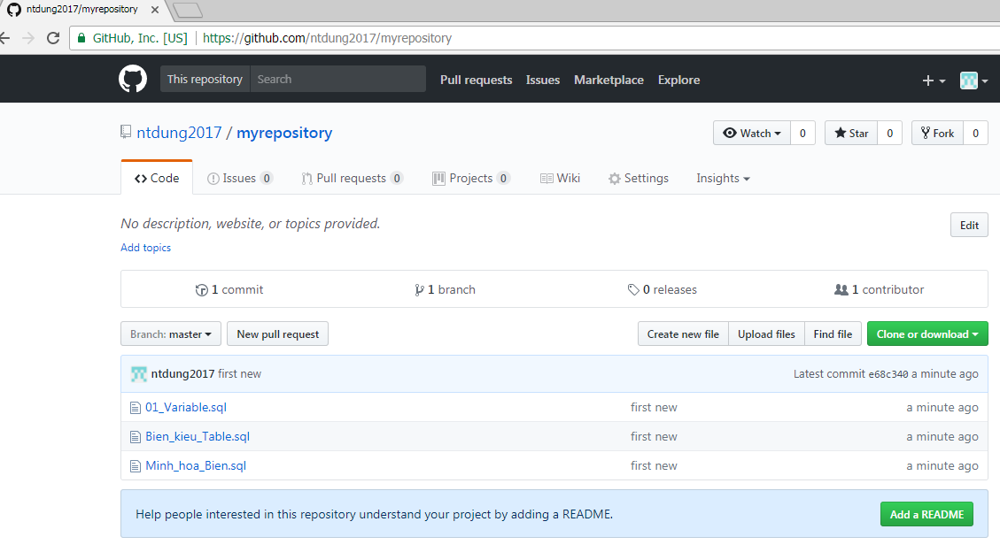 ntdung2017/myrepository
GitHub, Inc. [US] https://github.com/ntdung2017/myrepository
This repository Search Pull requests Issues Marketplace Explore
ntdung2017 / myrepository Watch 0 Star 0 Fork 0
Code Issues 0 Pull requests 0 Projects 0 Wiki Settings Insights
No description, website, or topics provided. Edit
Add topics
1 commit 1 branch 0 releases 1 contributor
Branch: master New pull request Create new file Upload files Find file Clone or download
ntdung2017 first new Latest commit e68c340 a minute ago
01_Variable.sql first new a minute ago
Bien_kieu_Table.sql first new a minute ago
Minh_hoa_Bien.sql first new a minute ago
Help people interested in this repository understand your project by adding a README. Add a README